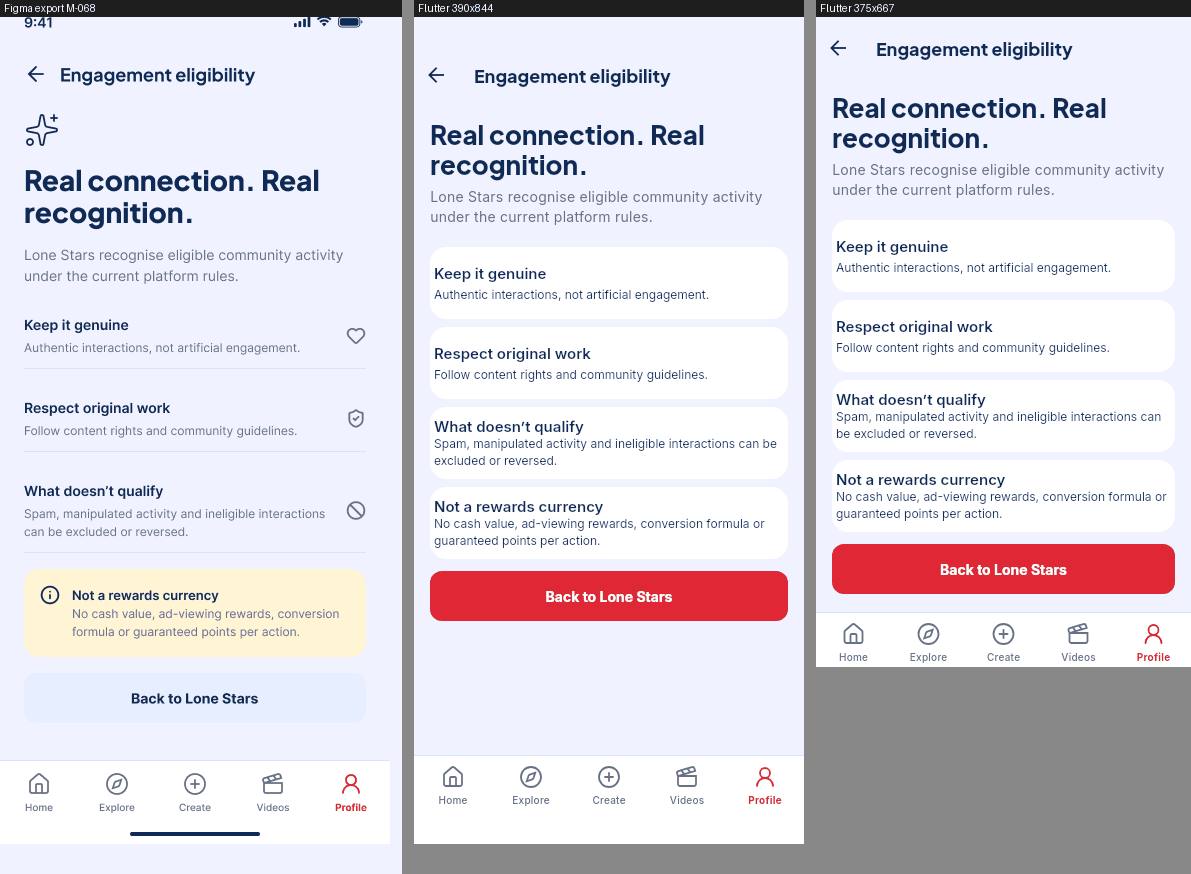 Figma export M-068
9:41
Engagement eligibility
Real connection. Real
recognition.
Lone Stars recognise eligible community activity
under the current platform rules.
Keep it genuine
Authentic interactions, not artificial engagement.
Respect original work
Follow content rights and community guidelines.
What doesn’t qualify
Spam, manipulated activity and ineligible interactions
can be excluded or reversed.
Not a rewards currency
No cash value, ad-viewing rewards, conversion
formula or guaranteed points per action.
Back to Lone Stars
Home Explore Create Videos Profile
Flutter 390x844
Engagement eligibility
Real connection. Real
recognition.
Lone Stars recognise eligible community activity
under the current platform rules.
Keep it genuine
Authentic interactions, not artificial engagement.
Respect original work
Follow content rights and community guidelines.
What doesn’t qualify
Spam, manipulated activity and ineligible interactions can be
excluded or reversed.
Not a rewards currency
No cash value, ad-viewing rewards, conversion formula or
guaranteed points per action.
Back to Lone Stars
Home Explore Create Videos Profile
Flutter 375x667
Engagement eligibility
Real connection. Real
recognition.
Lone Stars recognise eligible community activity
under the current platform rules.
Keep it genuine
Authentic interactions, not artificial engagement.
Respect original work
Follow content rights and community guidelines.
What doesn’t qualify
Spam, manipulated activity and ineligible interactions can
be excluded or reversed.
Not a rewards currency
No cash value, ad-viewing rewards, conversion formula or
guaranteed points per action.
Back to Lone Stars
Home Explore Create Videos Profile